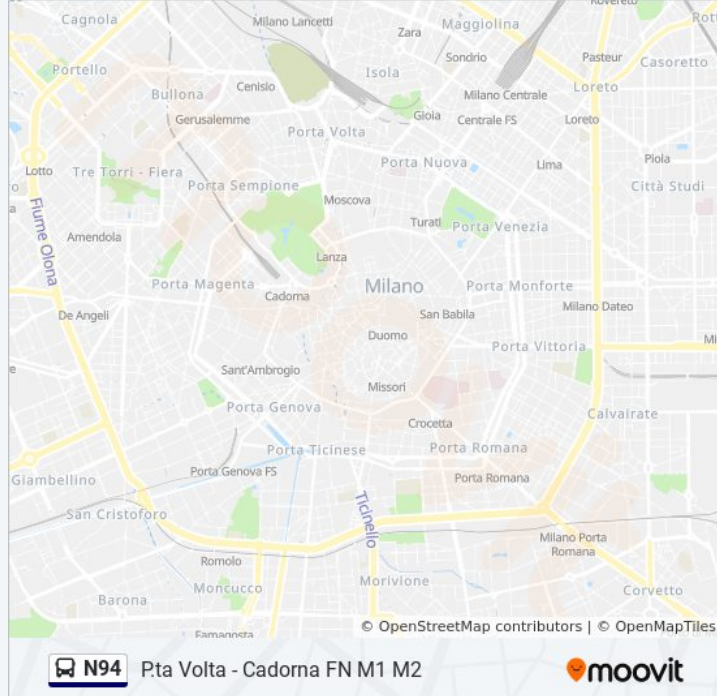 Cagnola
Milano Lancetti
Maggiolina
Rovereto
Zara
Sondrio
Pasteur
Casoretto
Portello
Isola
Cenisio
Bullona
Milano Centrale
Loreto
Gerusalemme
Gioia
Centrale FS
Loreto
Porta Volta
Lotto
Tre Torri - Fiera
Porta Nuova
Lima
Piola
Porta Sempione
Città Studi
Moscova
Fiume Olona
Turati
Porta Venezia
Amendola
Lanza
Porta Magenta
Cadorna
Milano
Porta Monforte
De Angeli
San Babila
Milano Dateo
Duomo
Porta Vittoria
Sant'Ambrogio
Missori
Porta Genova
Crocetta
Calvairate
Porta Ticinese
Porta Romana
Giambellino
Porta Genova FS
Porta Romana
San Cristoforo
Ticinello
Milano Porta
Romana
Romolo
Moncucco
Morivione
Corvetto
Barona
Famagosta
© OpenStreetMap contributors | © OpenMapTiles
N94 P.ta Volta - Cadorna FN M1 M2
moovit